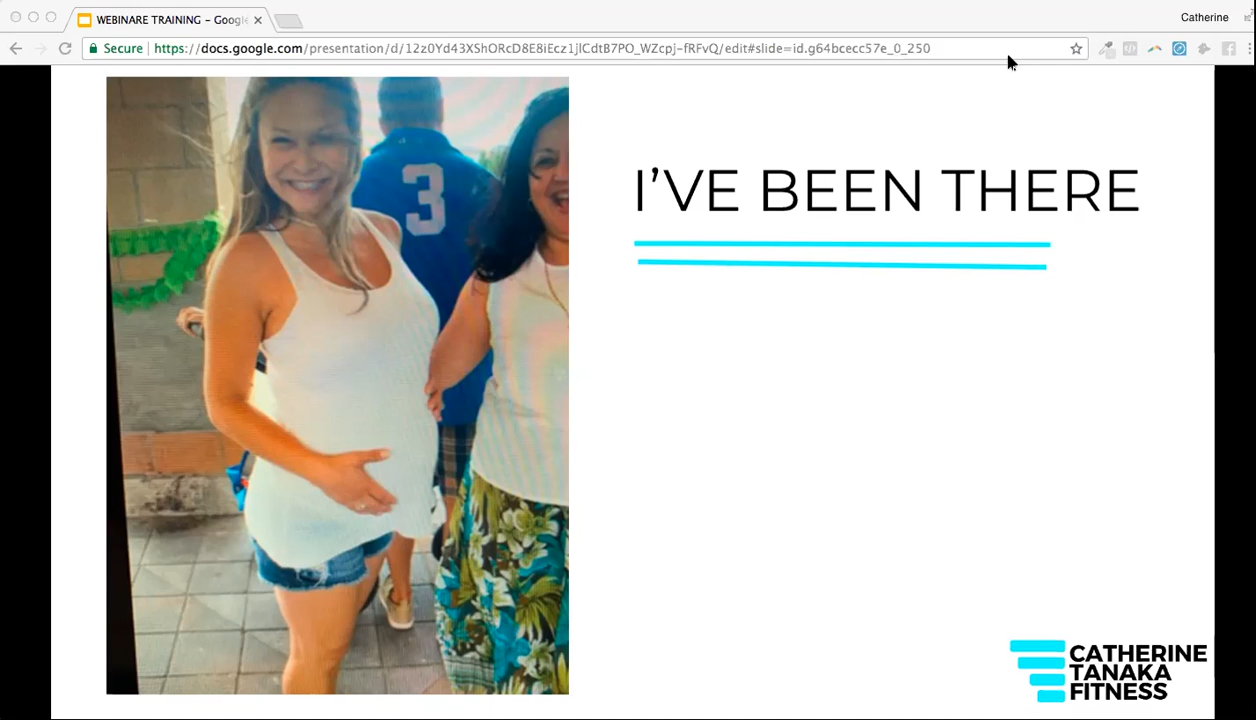 WEBINARE TRAINING - Google
Catherine
Secure
https://docs.google.com/presentation/d/12z0Yd43XShORcD8E8iEcz1jlCdtB7PO_WZcpj-fRFvQ/edit#slide=id.g64bcecc57e_0_250
3
I'VE BEEN THERE
CATHERINE
TANAKA
FITNESS